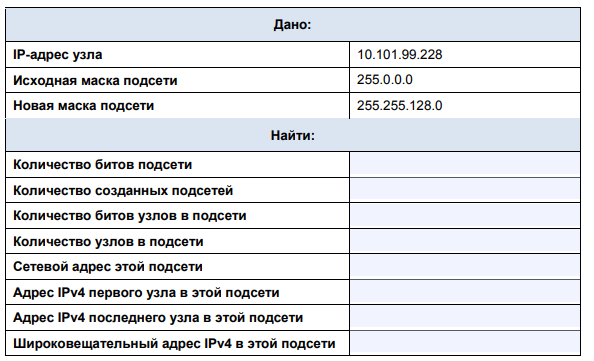 Дано:
IP-адрес узла 10.101.99.228
Исходная маска подсети 255.0.0.0
Новая маска подсети 255.255.128.0
Найти:
Количество битов подсети
Количество созданных подсетей
Количество битов узлов в подсети
Количество узлов в подсети
Сетевой адрес этой подсети
Адрес IPv4 первого узла в этой подсети
Адрес IPv4 последнего узла в этой подсети
Широковещательный адрес IPv4 в этой подсети